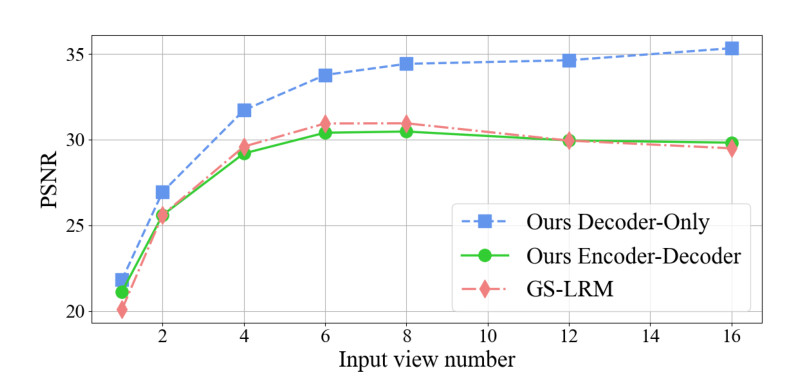 35
30
25
20
PSNR
2 4 6 8 10 12 14 16
Input view number
Ours Decoder-Only
Ours Encoder-Decoder
GS-LRM